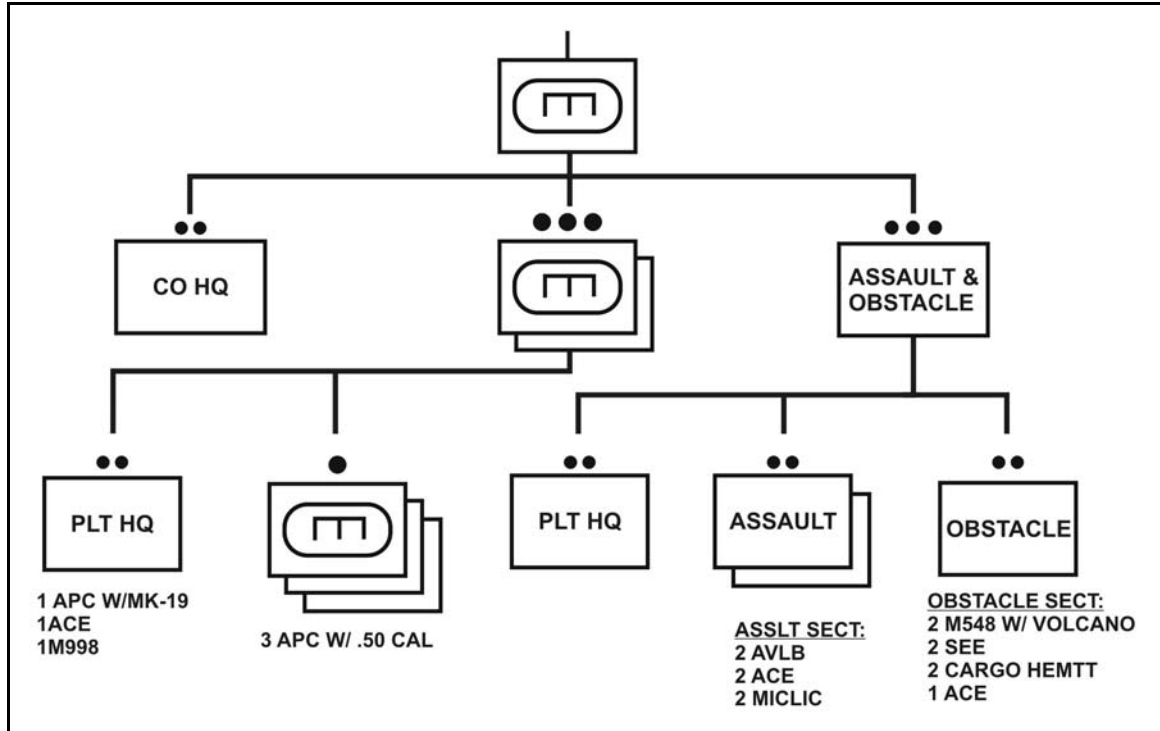 CO HQ
ASSAULT &
OBSTACLE
PLT HQ
1 APC W/MK-19
1ACE
1M998
3 APC W/ .50 CAL
PLT HQ
ASSAULT
ASSLT SECT:
2 AVLB
2 ACE
2 MICLIC
OBSTACLE
OBSTACLE SECT:
2 M548 W/ VOLCANO
2 SEE
2 CARGO HEMTT
1 ACE